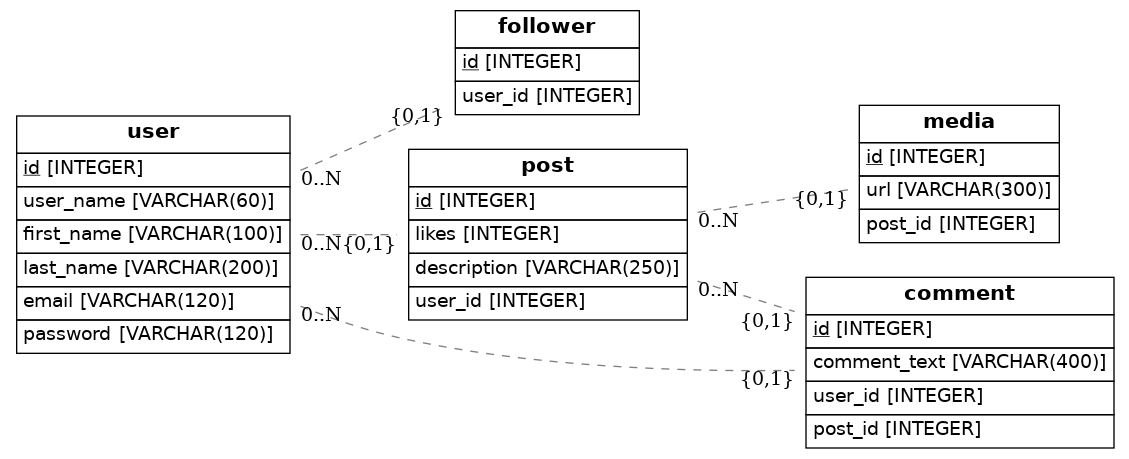 follower
id [INTEGER]
user_id [INTEGER]
{0,1}
user
id [INTEGER]
user_name [VARCHAR(60)]
first_name [VARCHAR(100)]
last_name [VARCHAR(200)]
email [VARCHAR(120)]
password [VARCHAR(120)]
0..N
0..N{0,1}
0..N
post
id [INTEGER]
likes [INTEGER]
description [VARCHAR(250)]
user_id [INTEGER]
0..N
{0,1}
0..N
{0,1}
{0,1}
media
id [INTEGER]
url [VARCHAR(300)]
post_id [INTEGER]
comment
id [INTEGER]
comment_text [VARCHAR(400)]
user_id [INTEGER]
post_id [INTEGER]